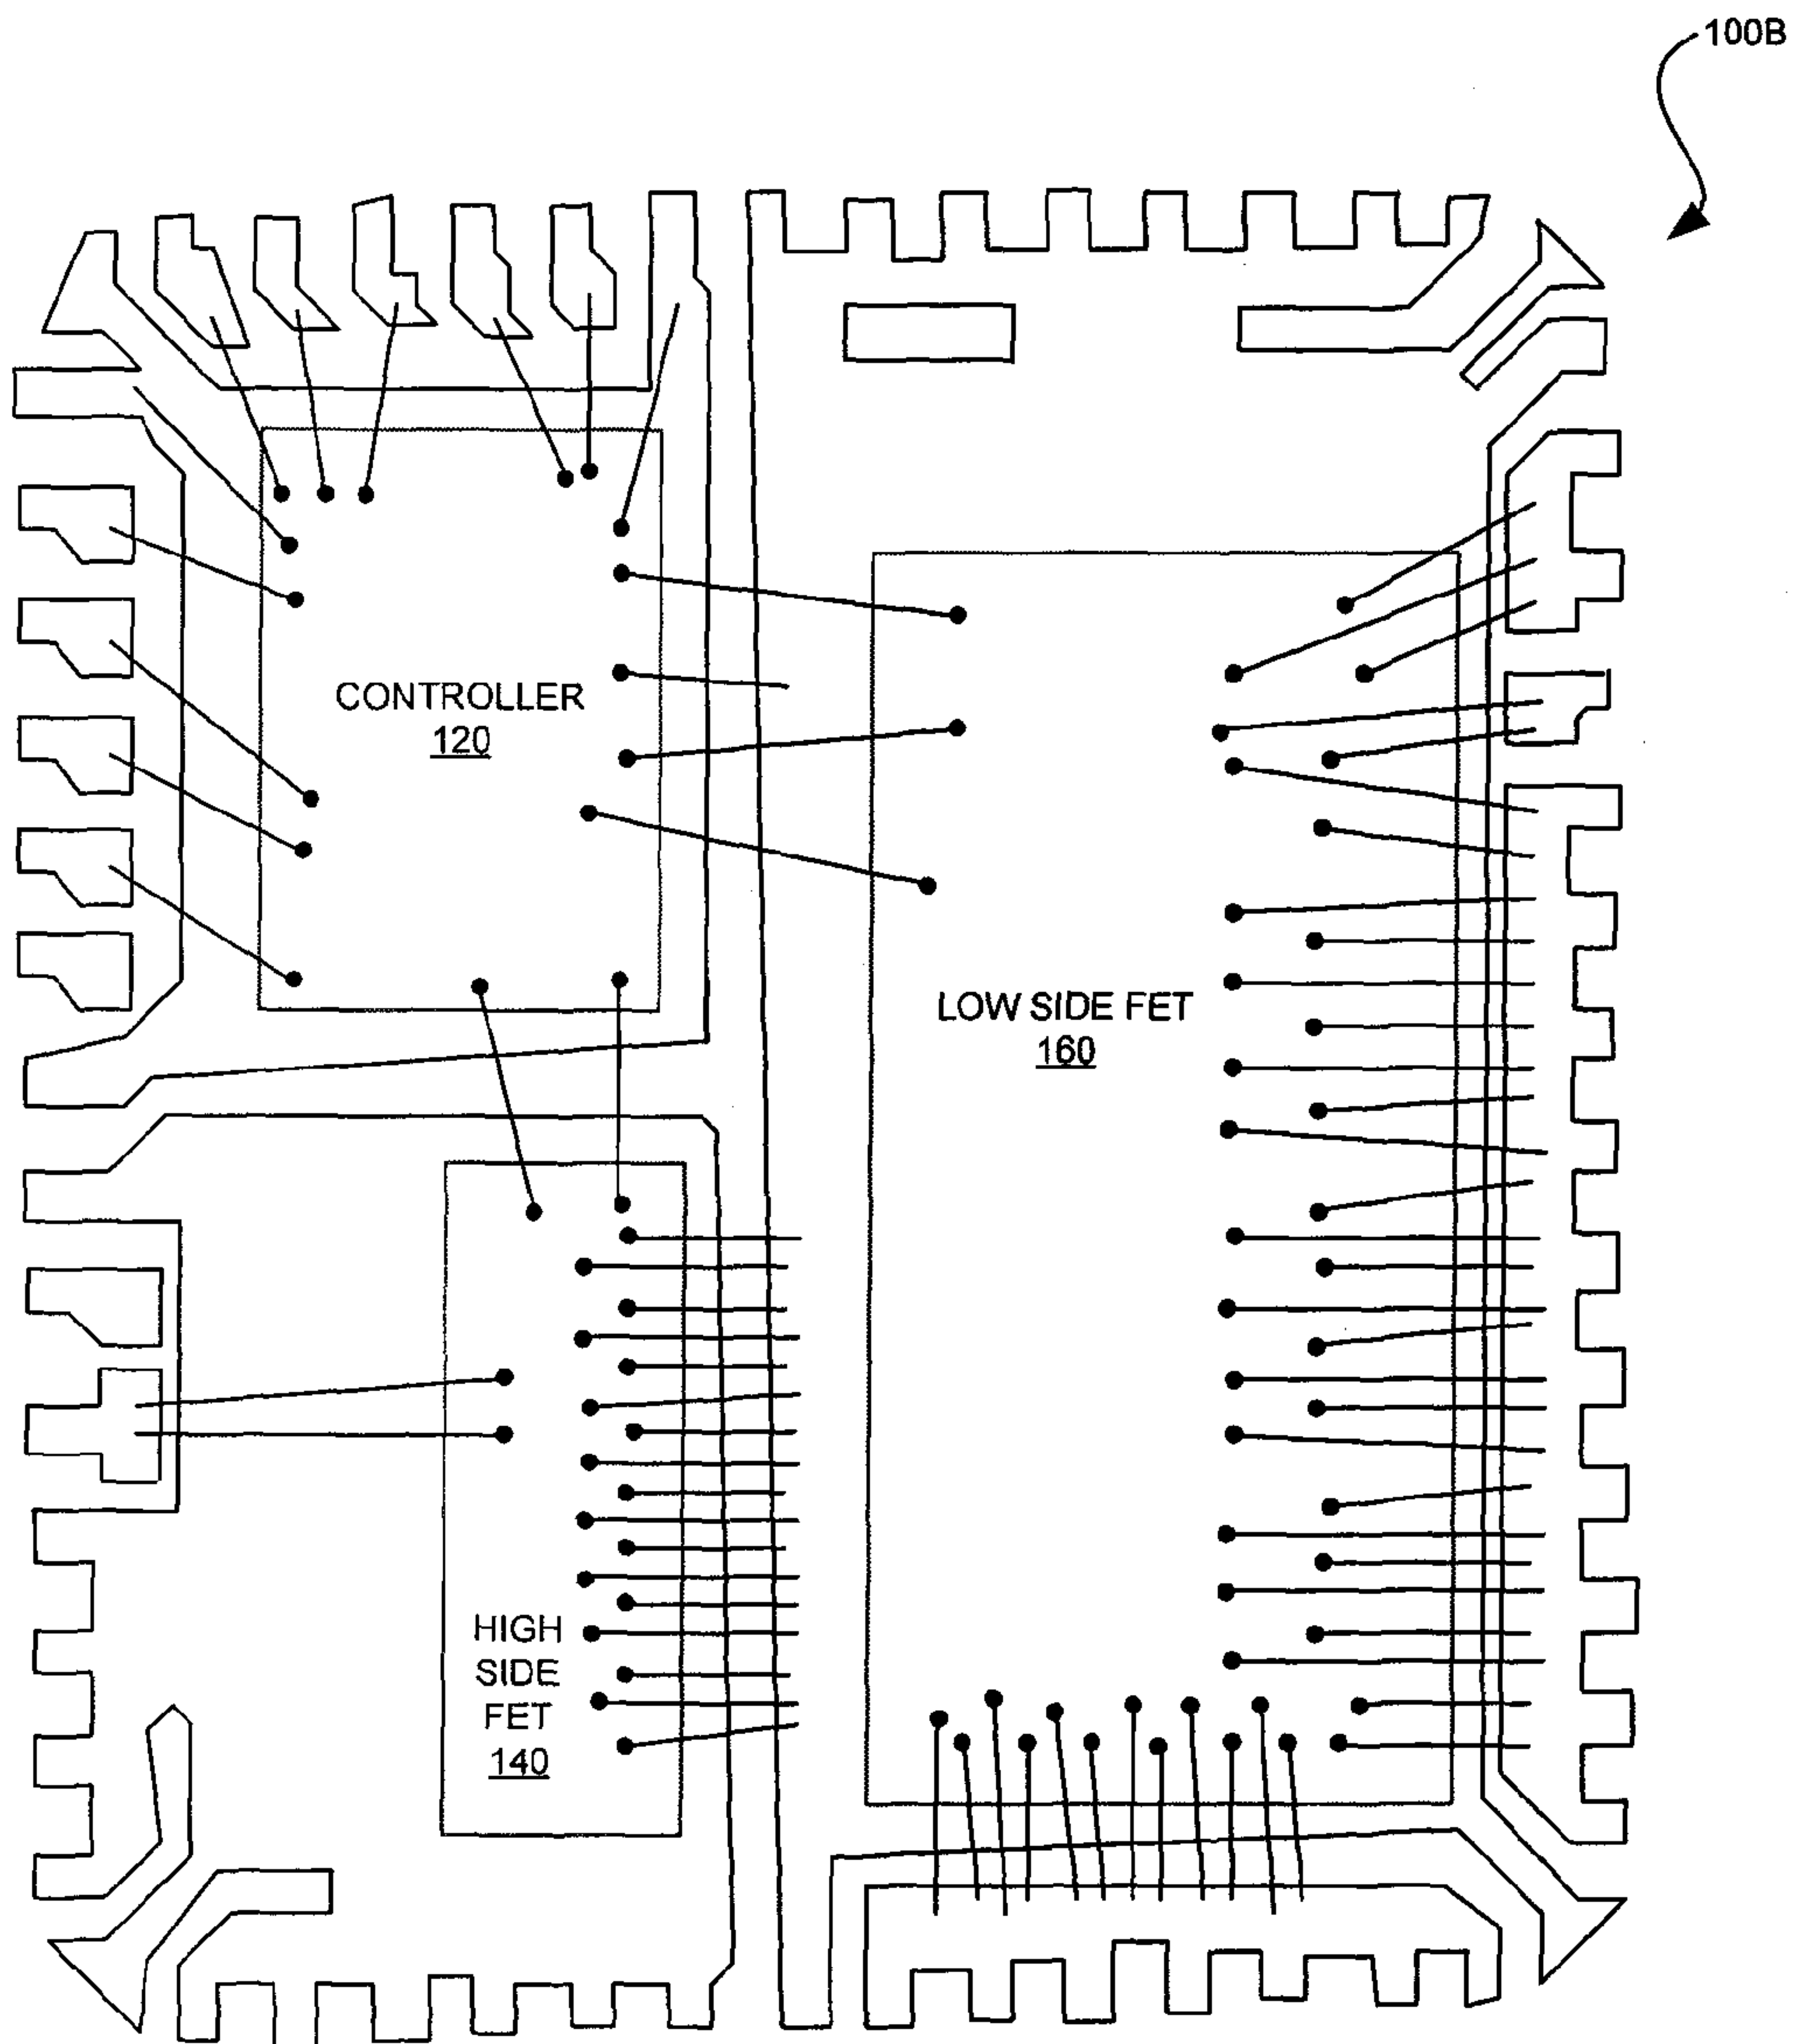 100B
CONTROLLER
120
LOW SIDE FET
160
HIGH
SIDE
FET
140